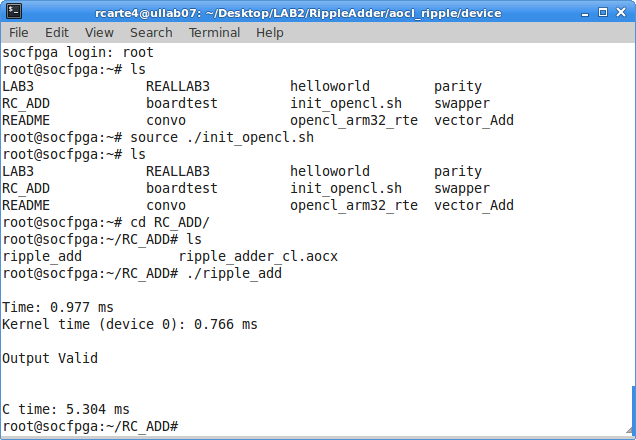 rcarte4@ullab07: ~/Desktop/LAB2/RippleAdder/aocl_ripple/device
File Edit View Search Terminal Help
socfpga login: root
root@socfpga:~# ls
LAB3 REALLAB3 helloworld parity
RC_ADD boardtest init_opencl.sh swapper
README convo opencl_arm32_rte vector_Add
root@socfpga:~# source ./init_opencl.sh
root@socfpga:~# ls
LAB3 REALLAB3 helloworld parity
RC_ADD boardtest init_opencl.sh swapper
README convo opencl_arm32_rte vector_Add
root@socfpga:~# cd RC_ADD/
root@socfpga:~/RC_ADD# ls
ripple_add ripple_adder_cl.aocx
root@socfpga:~/RC_ADD# ./ripple_add
Time: 0.977 ms
Kernel time (device 0): 0.766 ms
Output Valid
C time: 5.304 ms
root@socfpga:~/RC_ADD#